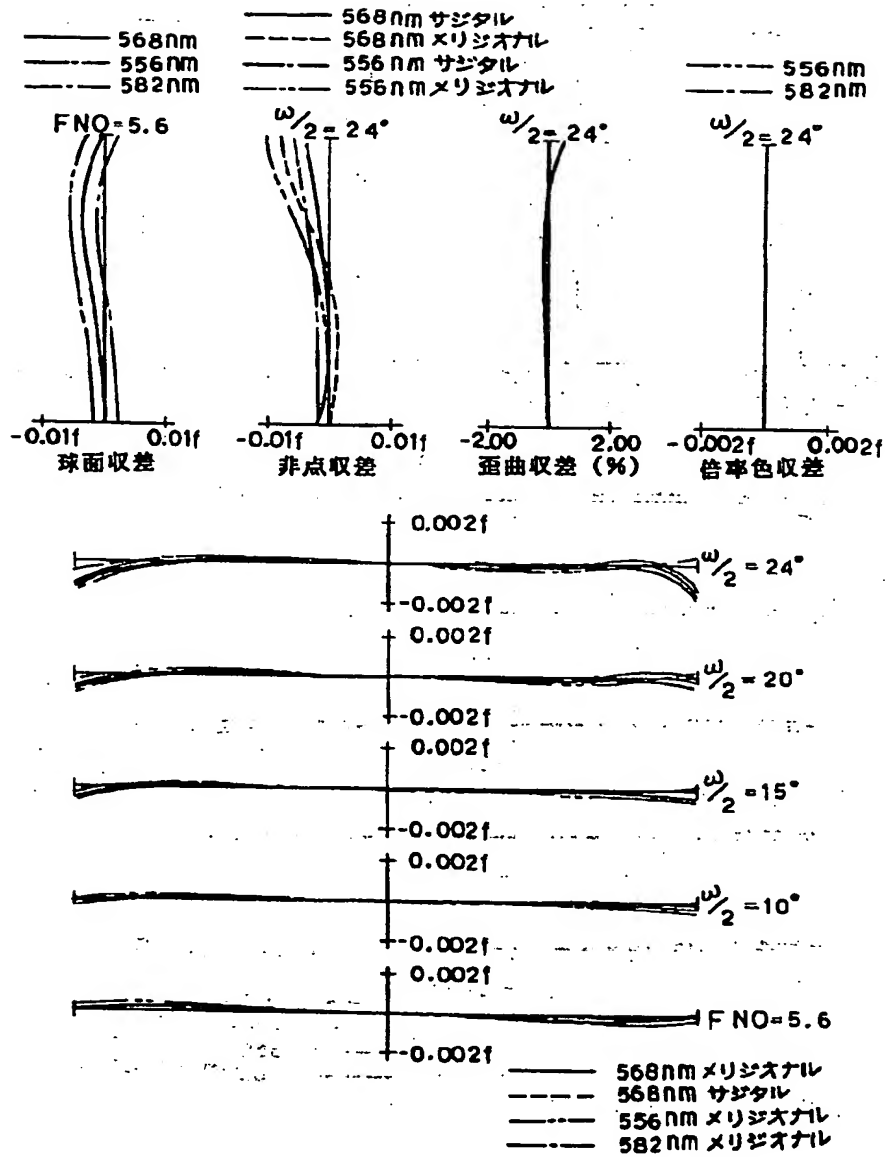 568nm
556nm
582nm
568nm サジタル
568nm メリジオナル
556nm サジタル
556nm メリジオナル
556nm
582nm
FNO=5.6
ω/2=24°
ω/2=24°
ω/2=24°
-0.01f 0.01f
球面収差
-0.01f 0.01f
非点収差
-2.00 2.00
歪曲収差 (%)
-0.002f 0.002f
倍率色収差
0.002f
ω/2=24°
-0.002f
0.002f
ω/2=20°
-0.002f
0.002f
ω/2=15°
-0.002f
0.002f
ω/2=10°
-0.002f
0.002f
FNO=5.6
-0.002f
568nm メリジオナル
568nm サジタル
556nm メリジオナル
582nm メリジオナル